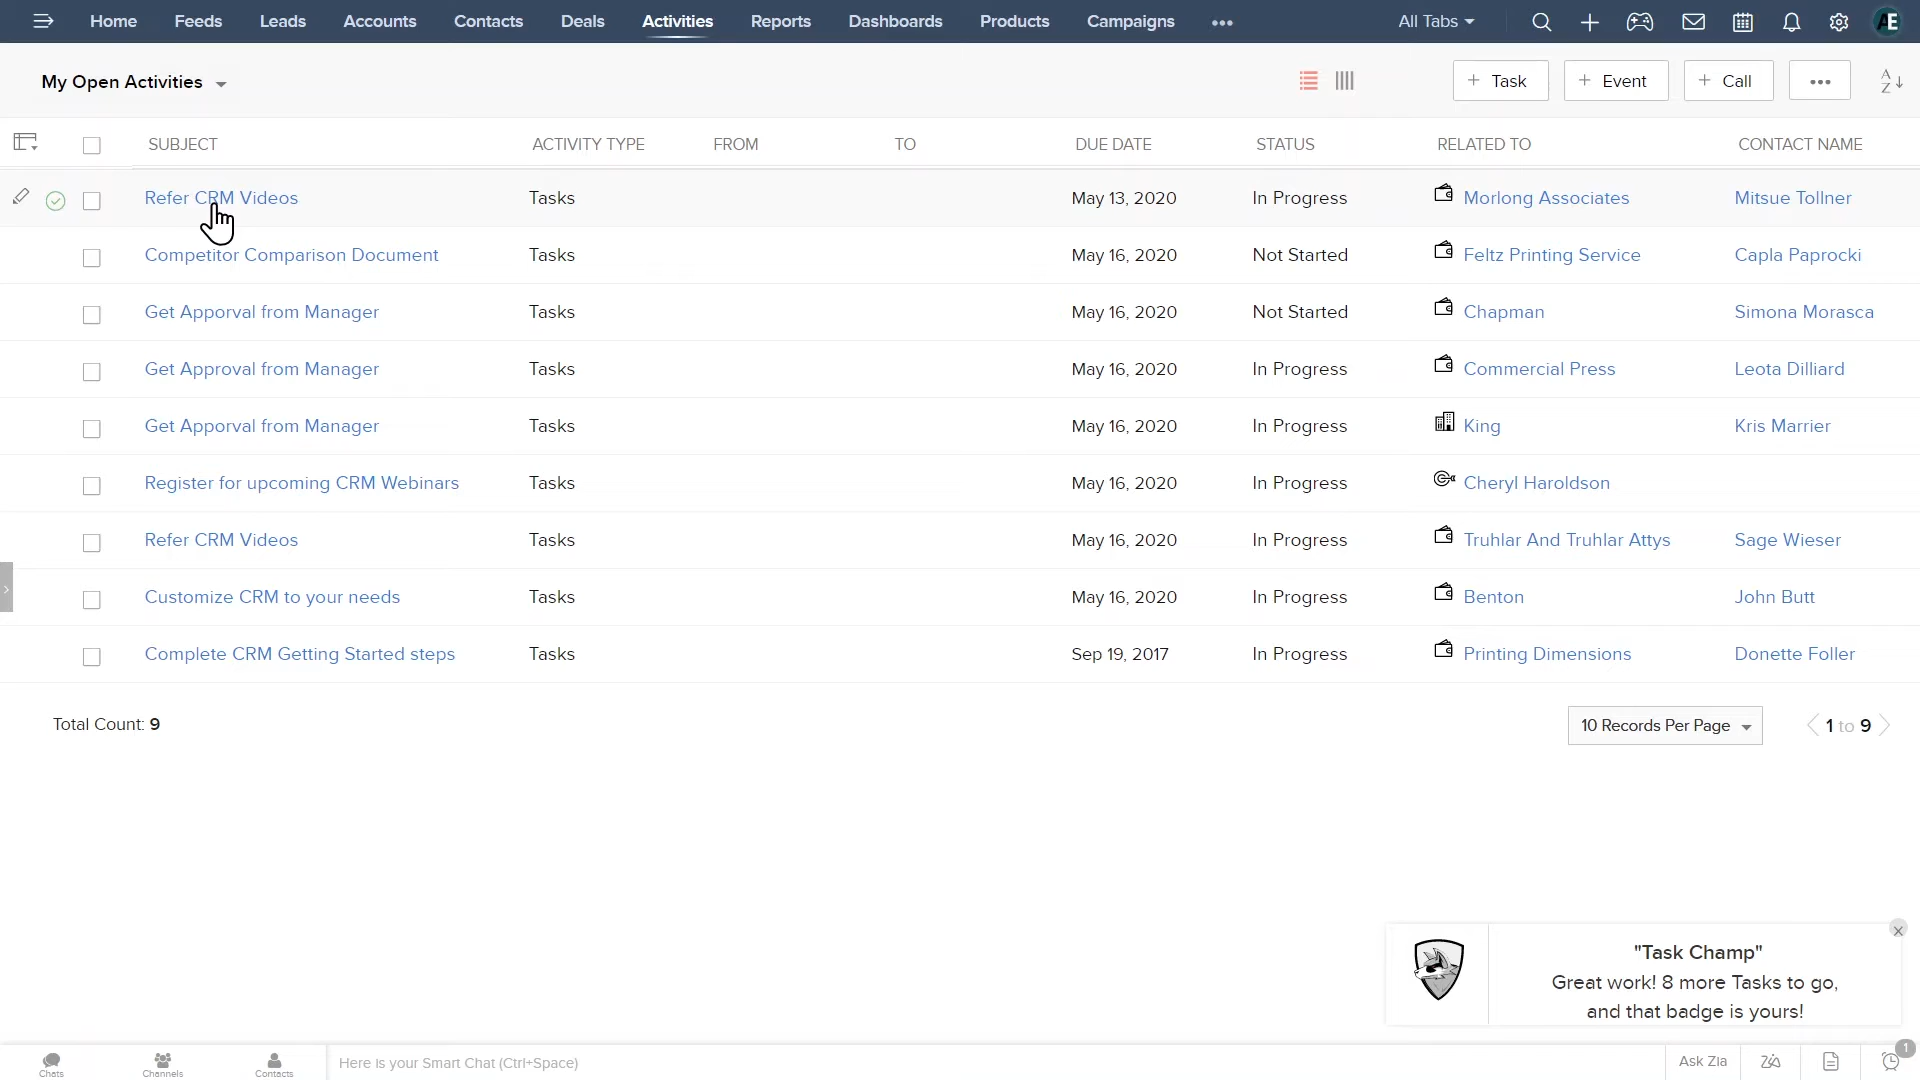 Home Feeds Leads Accounts Contacts Deals Activities Reports Dashboards Products Campaigns ••• All Tabs AE
My Open Activities + Task + Event + Call ••• A Z
SUBJECT ACTIVITY TYPE FROM TO DUE DATE STATUS RELATED TO CONTACT NAME
Refer CRM Videos Tasks May 13, 2020 In Progress Morlong Associates Mitsue Tollner
Competitor Comparison Document Tasks May 16, 2020 Not Started Feltz Printing Service Capla Paprocki
Get Apporval from Manager Tasks May 16, 2020 Not Started Chapman Simona Morasca
Get Approval from Manager Tasks May 16, 2020 In Progress Commercial Press Leota Dilliard
Get Apporval from Manager Tasks May 16, 2020 In Progress King Kris Marrier
Register for upcoming CRM Webinars Tasks May 16, 2020 In Progress Cheryl Haroldson
Refer CRM Videos Tasks May 16, 2020 In Progress Truhlar And Truhlar Attys Sage Wieser
Customize CRM to your needs Tasks May 16, 2020 In Progress Benton John Butt
Complete CRM Getting Started steps Tasks Sep 19, 2017 In Progress Printing Dimensions Donette Foller
Total Count: 9 10 Records Per Page 1 to 9
"Task Champ"
Great work! 8 more Tasks to go,
and that badge is yours!
Chats Channels Contacts Here is your Smart Chat (Ctrl+Space) Ask Zia 1